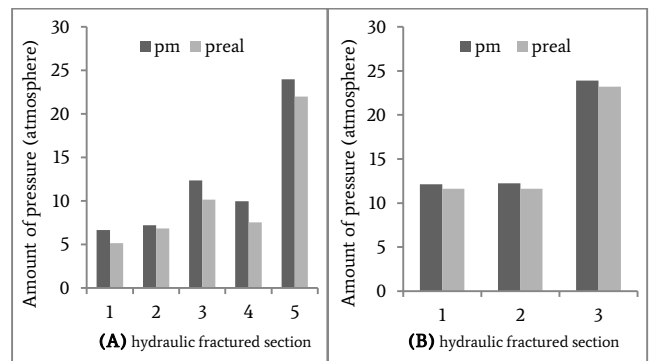 Amount of pressure (atmosphere)
30
25
20
15
10
5
0
pm preal
1 2 3 4 5
(A) hydraulic fractured section
Amount of pressure (atmosphere)
30
25
20
15
10
5
0
pm preal
1 2 3
(B) hydraulic fractured section